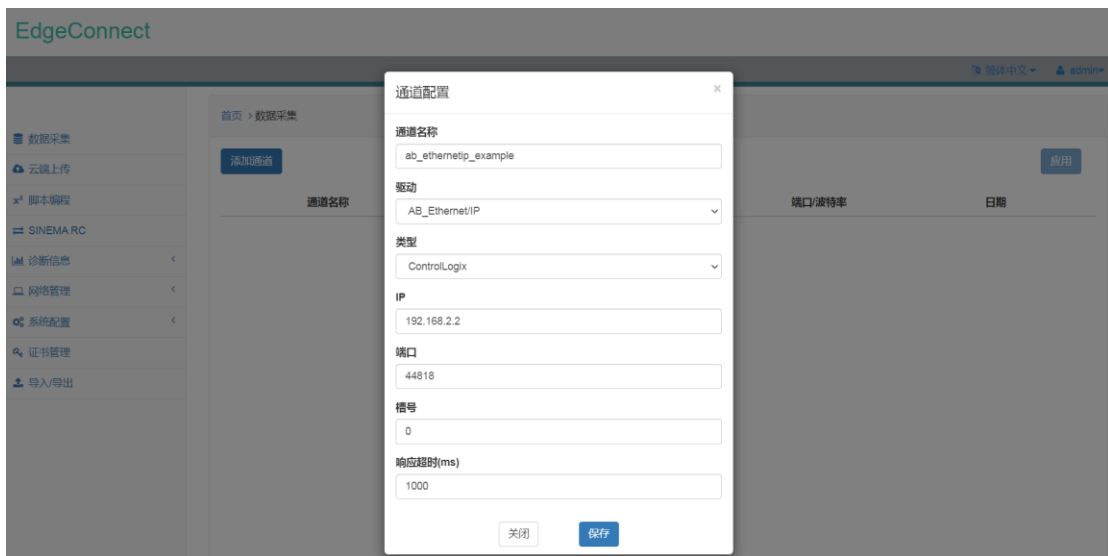 EdgeConnect
简体中文
admin
首页 > 数据采集
数据采集
云端上传
x² 脚本编程
SINEMA RC
诊断信息
网络管理
系统配置
证书管理
导入/导出
添加通道
应用
通道名称
端口/波特率
日期
通道配置
×
通道名称
ab_ethernetip_example
驱动
AB_Ethernet/IP
类型
ControlLogix
IP
192.168.2.2
端口
44818
槽号
0
响应超时(ms)
1000
关闭
保存